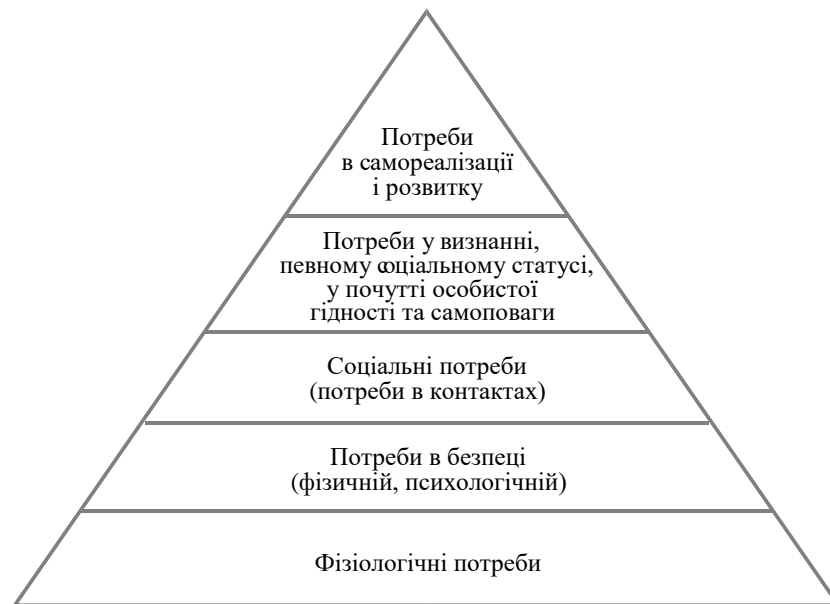 Потреби
в самореалізації
і розвитку
Потреби у визнанні,
певному соціальному статусі,
у почутті особистої
гідності та самоповаги
Соціальні потреби
(потреби в контактах)
Потреби в безпеці
(фізичній, психологічній)
Фізіологічні потреби